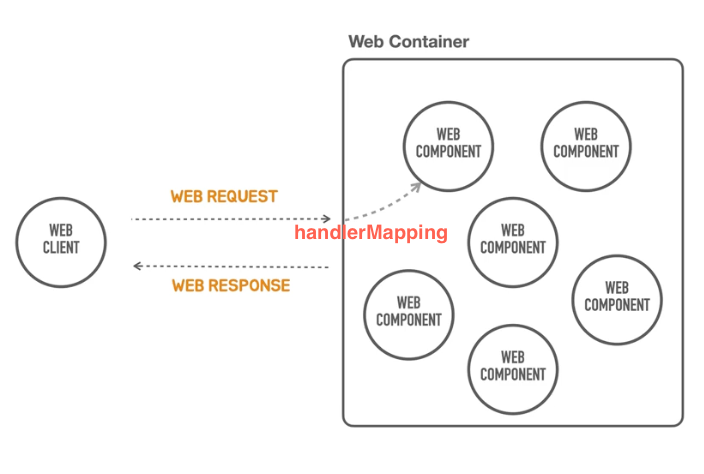 Web Container
WEB
COMPONENT
WEB
COMPONENT
WEB REQUEST
WEB
CLIENT
handlerMapping
WEB
COMPONENT
WEB RESPONSE
WEB
COMPONENT
WEB
COMPONENT
WEB
COMPONENT